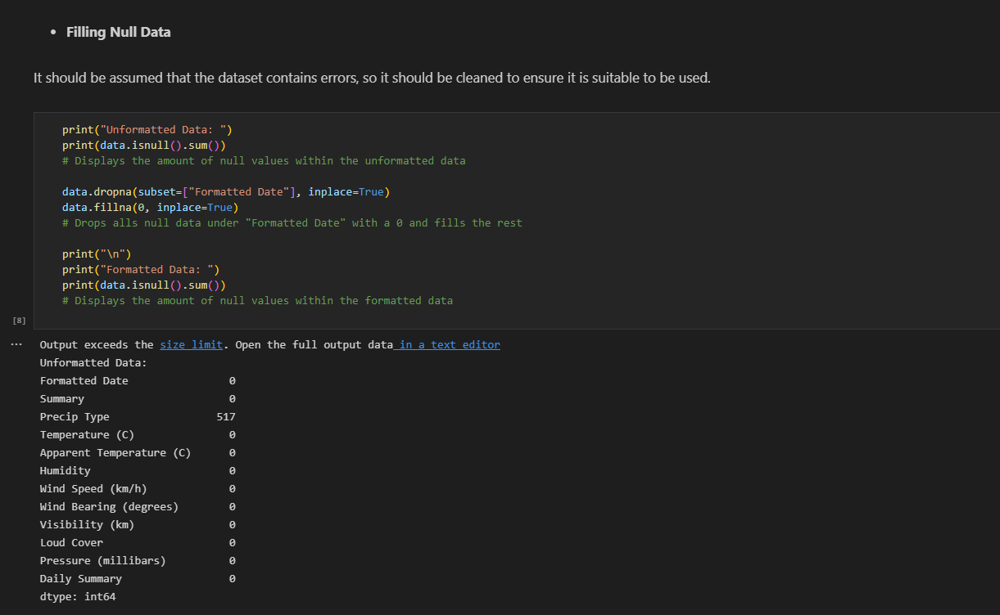 • Filling Null Data
It should be assumed that the dataset contains errors, so it should be cleaned to ensure it is suitable to be used.
print("Unformatted Data: ")
print(data.isnull().sum())
# Displays the amount of null values within the unformatted data
data.dropna(subset=["Formatted Date"], inplace=True)
data.fillna(0, inplace=True)
# Drops alls null data under "Formatted Date" with a 0 and fills the rest
print("\n")
print("Formatted Data: ")
print(data.isnull().sum())
# Displays the amount of null values within the formatted data
[8]
... Output exceeds the size limit. Open the full output data in a text editor
Unformatted Data:
Formatted Date 0
Summary 0
Precip Type 517
Temperature (C) 0
Apparent Temperature (C) 0
Humidity 0
Wind Speed (km/h) 0
Wind Bearing (degrees) 0
Visibility (km) 0
Loud Cover 0
Pressure (millibars) 0
Daily Summary 0
dtype: int64